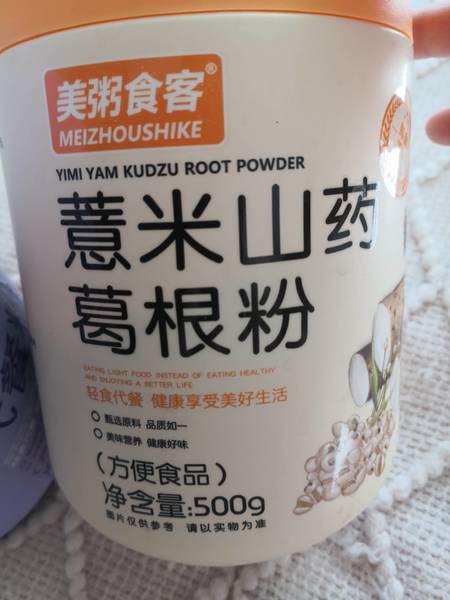 美粥食客®
MEIZHOUSHIKE
YIMI YAM KUDZU ROOT POWDER
薏米山药
葛根粉
EATING LIGHT FOOD INSTEAD OF EATING HEALTHY
AND ENJOYING A BETTER LIFE
轻食代餐 健康享受美好生活
甄选原料 品质如一
美味营养 健康好味
(方便食品)
净含量:500g
图片仅供参考 请以实物为准